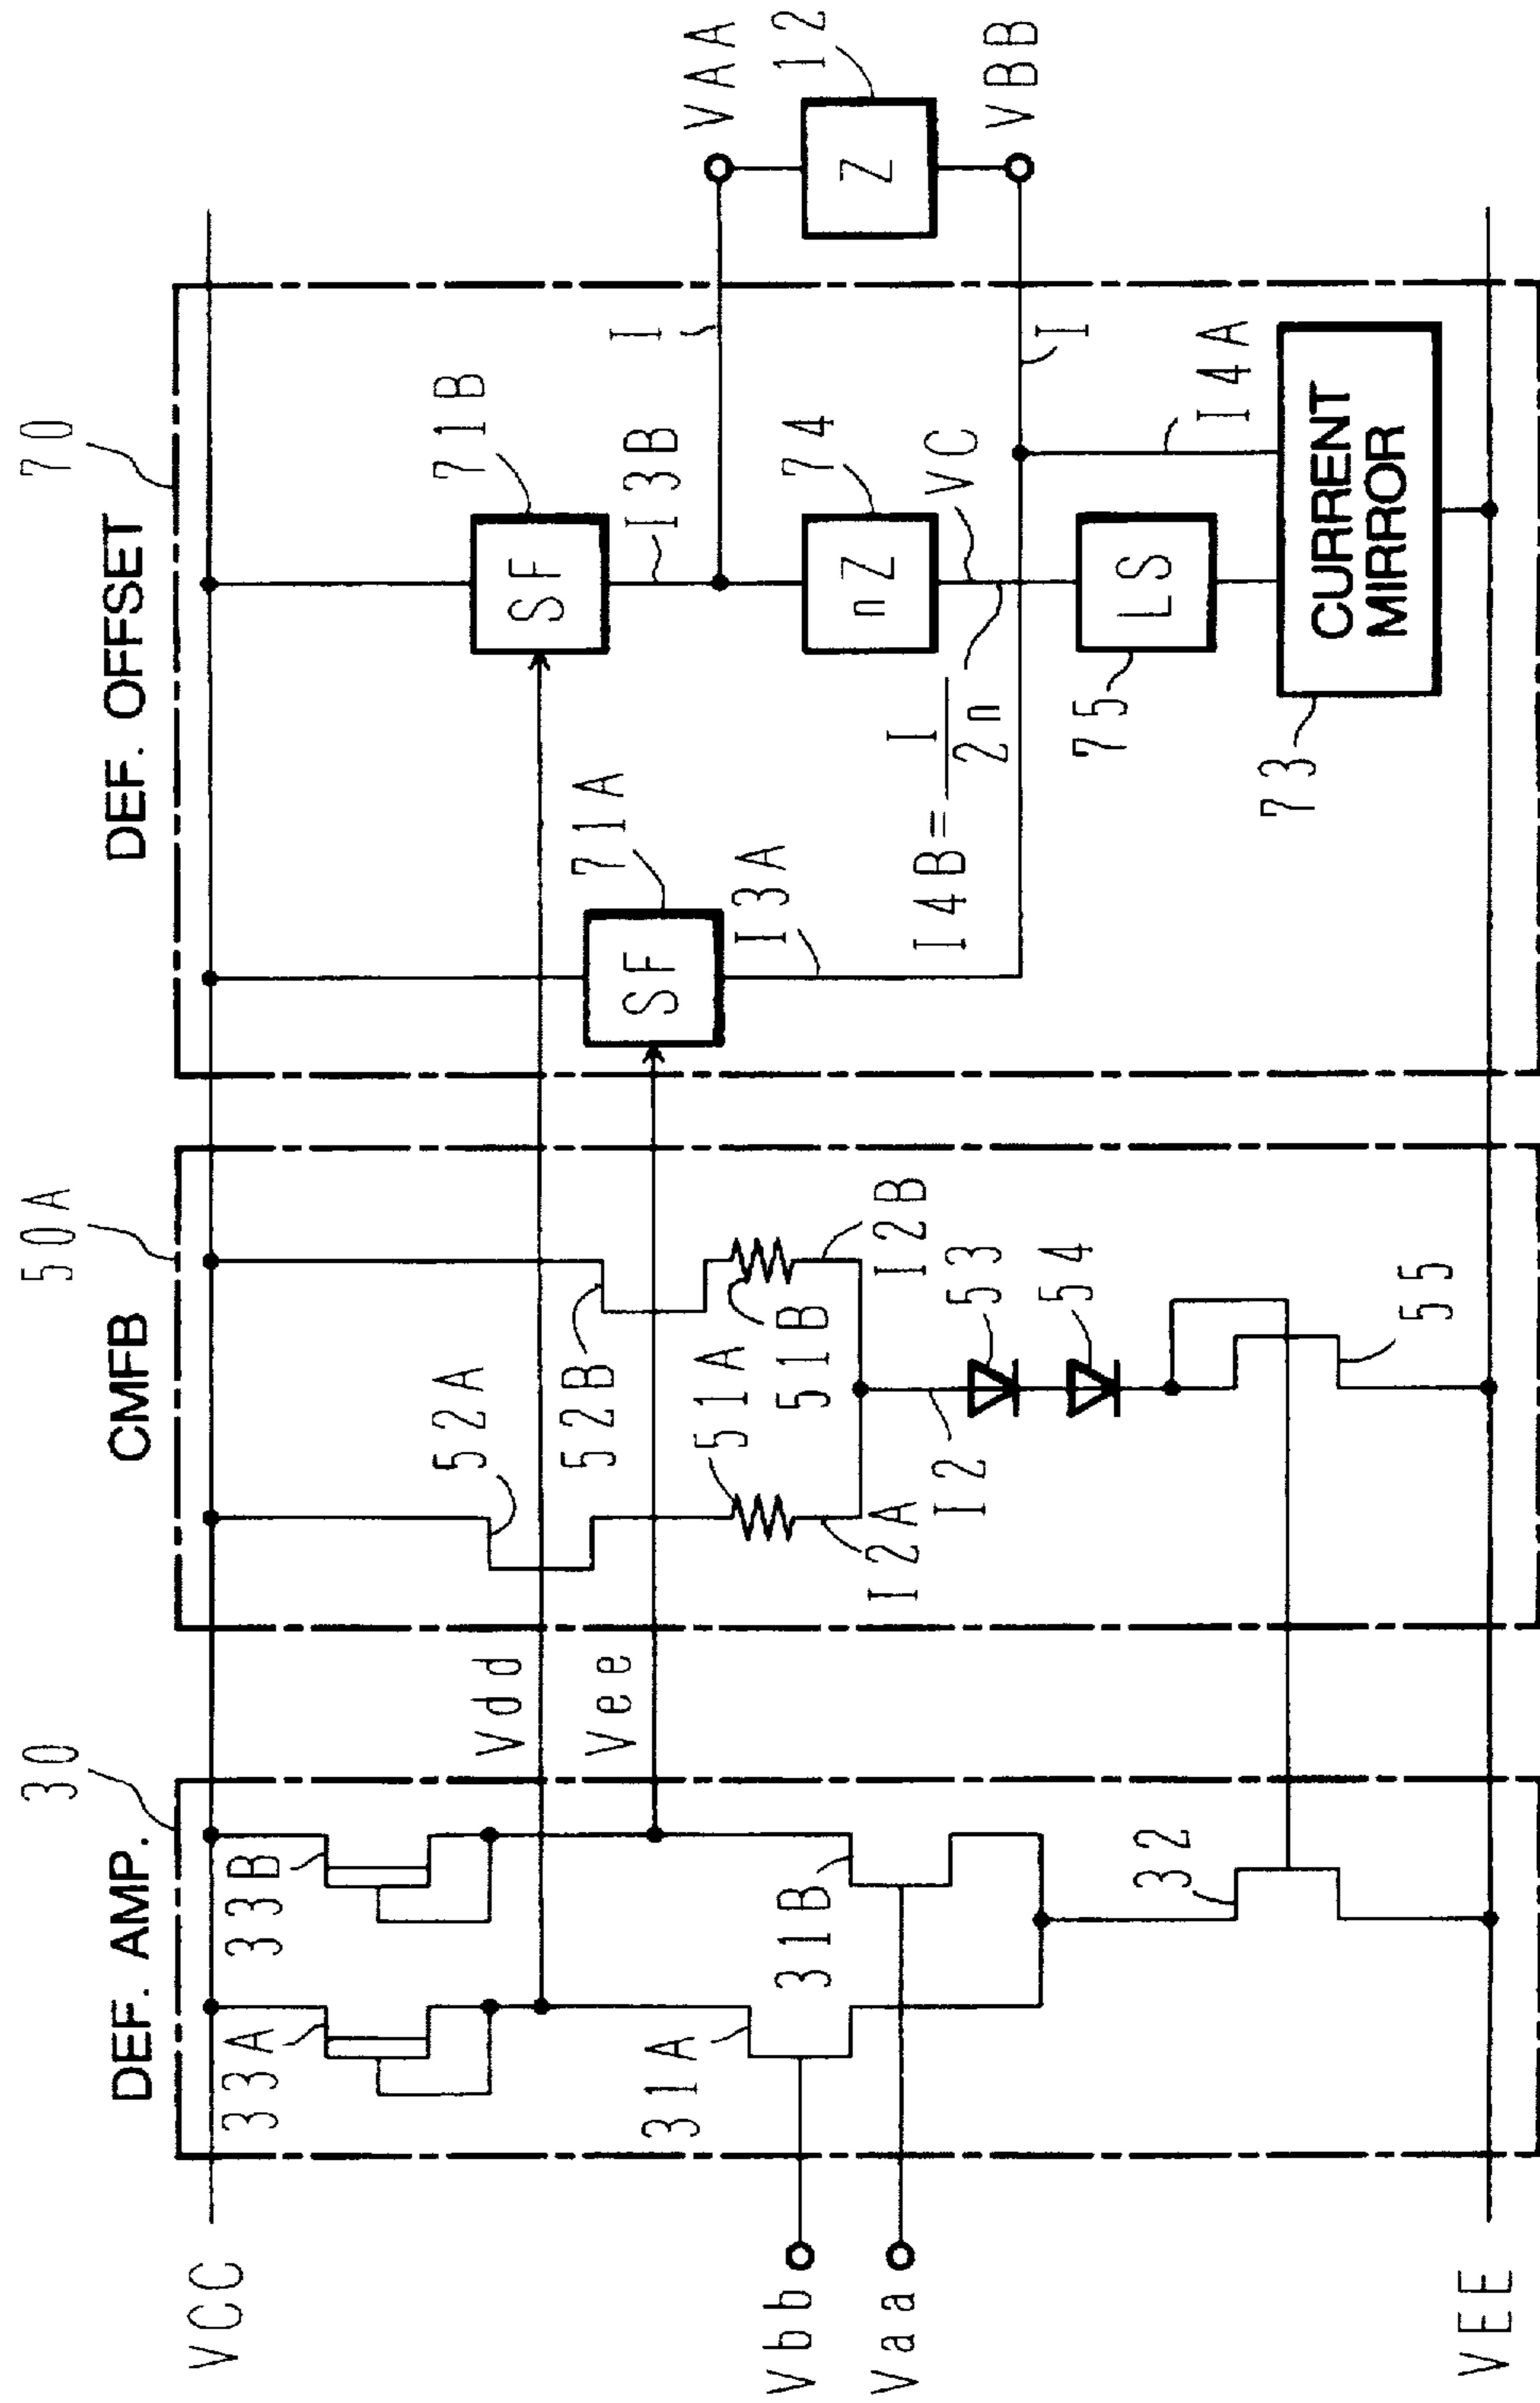 30
50A
70
DEF. AMP.
CMFB
DEF. OFFSET
VCC
33A
33B
52A
71B
SF
Vdd
52B
71A
SF
I3B
I
VAA
Vee
51A
51B
I3A
nZ
74
Z
12
Vbb
31A
31B
I2A
I2B
VC
VBB
Vaa
I2
53
I4B=I/2n
I
54
75
LS
I4A
32
55
73
CURRENT
MIRROR
VEE